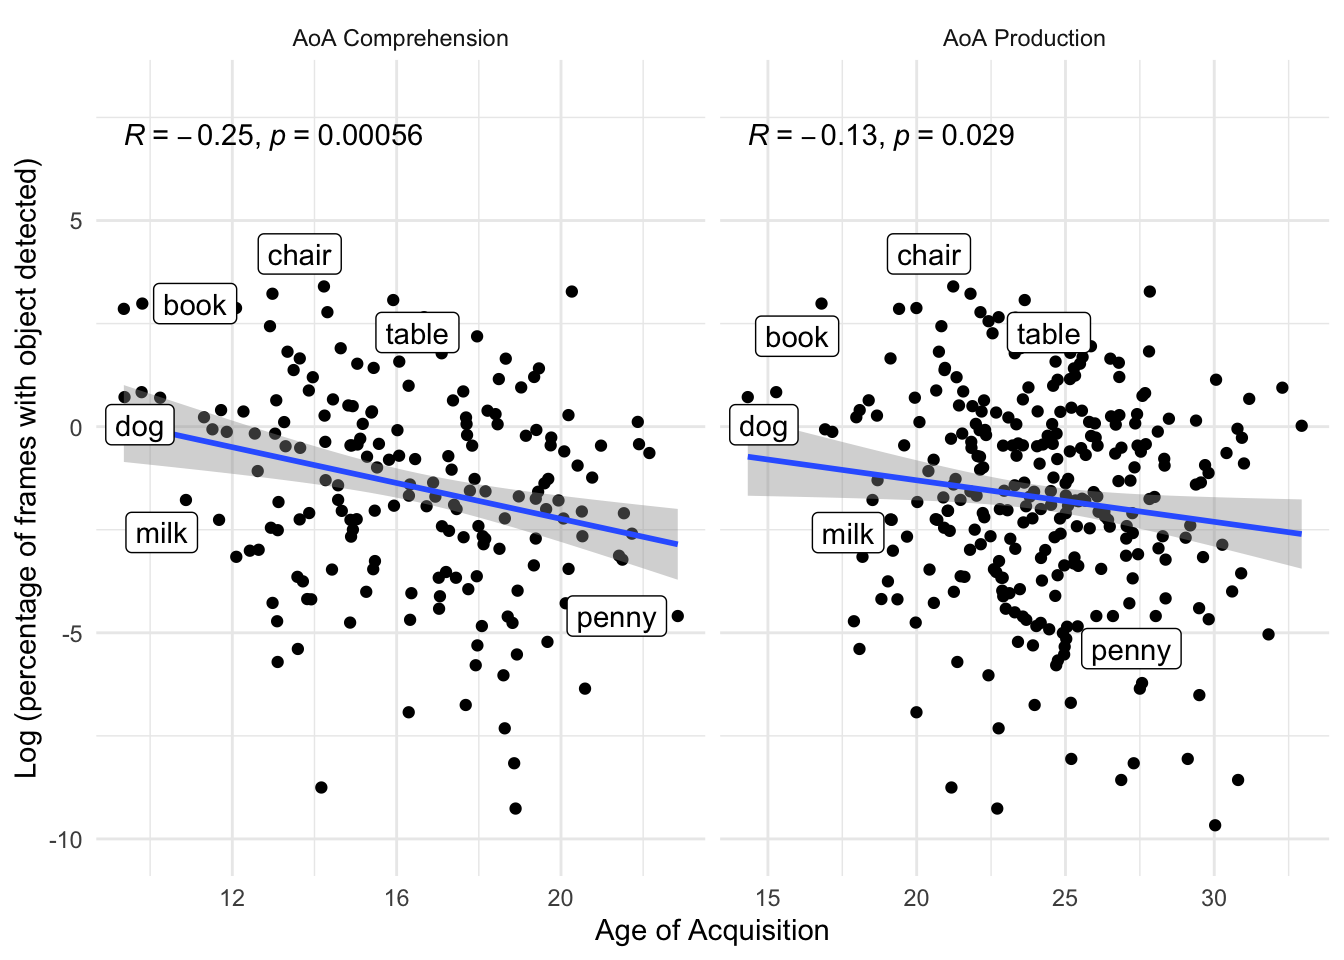 AoA Comprehension
AoA Production
R = −0.25, p = 0.00056
R = −0.13, p = 0.029
Log (percentage of frames with object detected)
5
0
-5
-10
chair
book
table
dog
milk
penny
chair
book
table
dog
milk
penny
12
16
20
15
20
25
30
Age of Acquisition